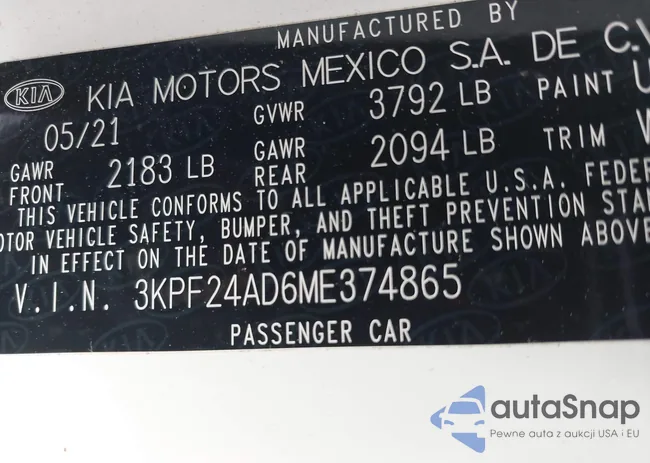 MANUFACTURED BY
KIA KIA MOTORS MEXICO S.A. DE C.V
05/21 GVWR 3792 LB PAINT
GAWR FRONT 2183 LB GAWR REAR 2094 LB TRIM
THIS VEHICLE CONFORMS TO ALL APPLICABLE U.S.A. FEDER
OTOR VEHICLE SAFETY, BUMPER, AND THEFT PREVENTION STAN
IN EFFECT ON THE DATE OF MANUFACTURE SHOWN ABOVE
V.I.N. 3KPF24AD6ME374865
PASSENGER CAR
autaSnap
Pewne auta z aukcji USA i EU